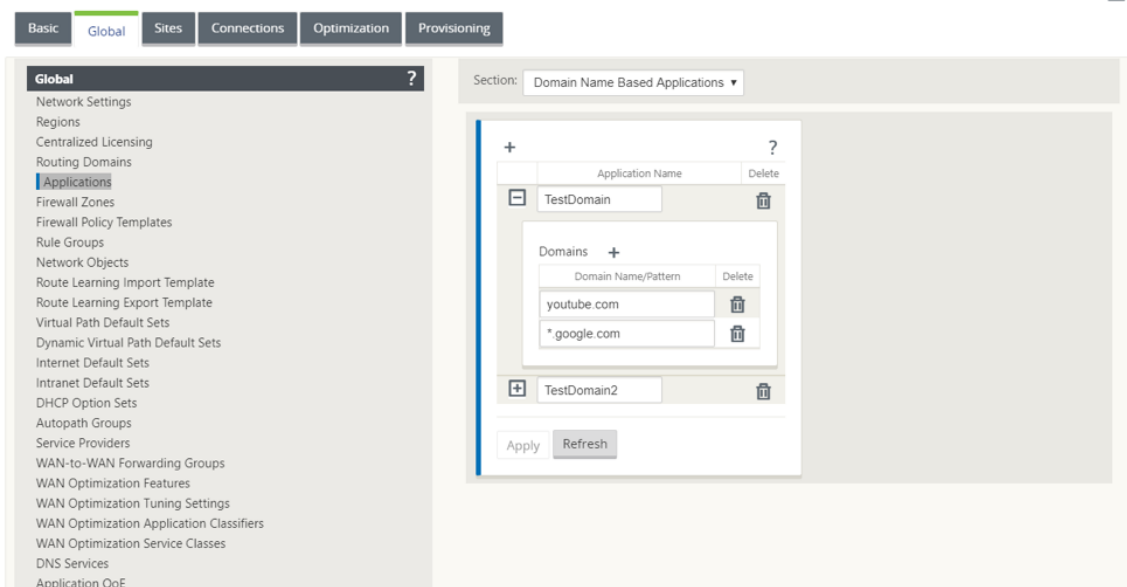 Basic Global Sites Connections Optimization Provisioning
Global ?
Network Settings
Regions
Centralized Licensing
Routing Domains
Applications
Firewall Zones
Firewall Policy Templates
Rule Groups
Network Objects
Route Learning Import Template
Route Learning Export Template
Virtual Path Default Sets
Dynamic Virtual Path Default Sets
Internet Default Sets
Intranet Default Sets
DHCP Option Sets
Autopath Groups
Service Providers
WAN-to-WAN Forwarding Groups
WAN Optimization Features
WAN Optimization Tuning Settings
WAN Optimization Application Classifiers
WAN Optimization Service Classes
DNS Services
Application QoE
Section: Domain Name Based Applications
+ ?
Application Name Delete
TestDomain
Domains +
Domain Name/Pattern Delete
youtube.com
*.google.com
TestDomain2
Apply Refresh